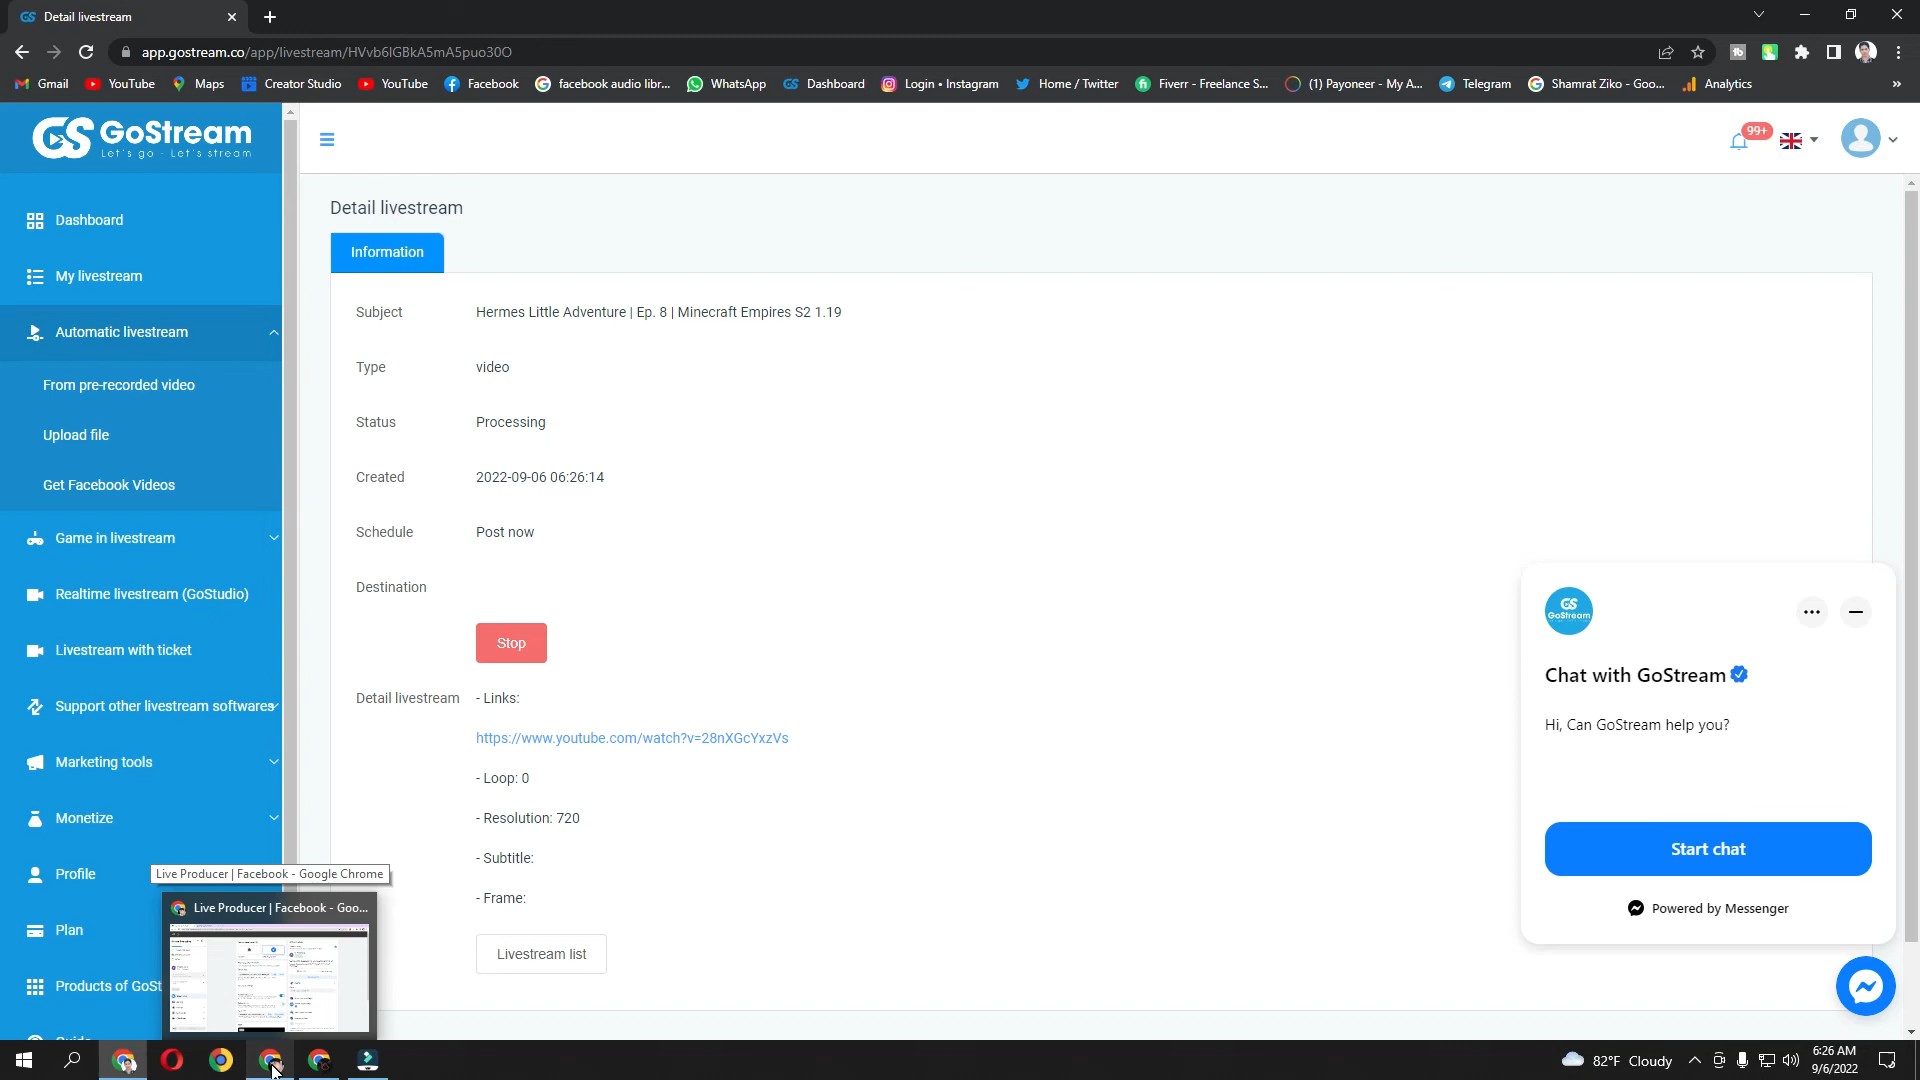 Detail livestream
app.gostream.co/app/livestream/HVvb6IGBkA5mA5puo30O
Gmail
YouTube
Maps
Creator Studio
YouTube
Facebook
facebook audio libr...
WhatsApp
Dashboard
Login • Instagram
Home / Twitter
Fiverr - Freelance S...
(1) Payoneer - My A...
Telegram
Shamrat Ziko - Goo...
Analytics
»
GS GoStream
Let's go - Let's stream
99+
Dashboard
My livestream
Automatic livestream
From pre-recorded video
Upload file
Get Facebook Videos
Game in livestream
Realtime livestream (GoStudio)
Livestream with ticket
Support other livestream softwares
Marketing tools
Monetize
Profile
Plan
Products of GoSt
Detail livestream
Information
Subject Hermes Little Adventure | Ep. 8 | Minecraft Empires S2 1.19
Type video
Status Processing
Created 2022-09-06 06:26:14
Schedule Post now
Destination
Stop
Detail livestream - Links:
https://www.youtube.com/watch?v=28nXGcYxzVs
- Loop: 0
- Resolution: 720
- Subtitle:
- Frame:
Livestream list
Live Producer | Facebook - Google Chrome
Live Producer | Facebook - Goo...
GS
GoStream
Chat with GoStream
Hi, Can GoStream help you?
Start chat
Powered by Messenger
82°F Cloudy
6:26 AM
9/6/2022